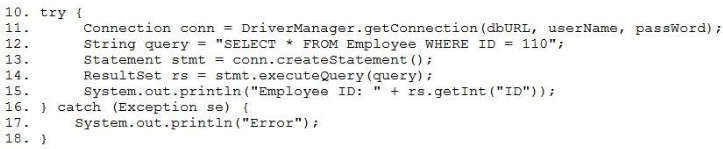 10. try {
11.      Connection conn = DriverManager.getConnection(dbURL, userName, passWord);
12.      String query = "SELECT * FROM Employee WHERE ID = 110";
13.      Statement stmt = conn.createStatement();
14.      ResultSet rs = stmt.executeQuery(query);
15.      System.out.println("Employee ID: " + rs.getInt("ID"));
16. } catch (Exception se) {
17.     System.out.println("Error");
18. }